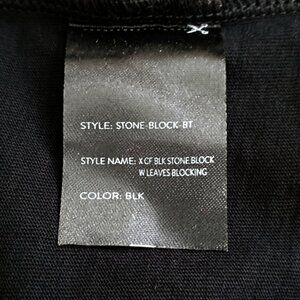 STYLE: STONE-BLOCK-BT
STYLE NAME: X CF BLK STONE BLOCK
W LEAVES BLOCKING
COLOR: BLK